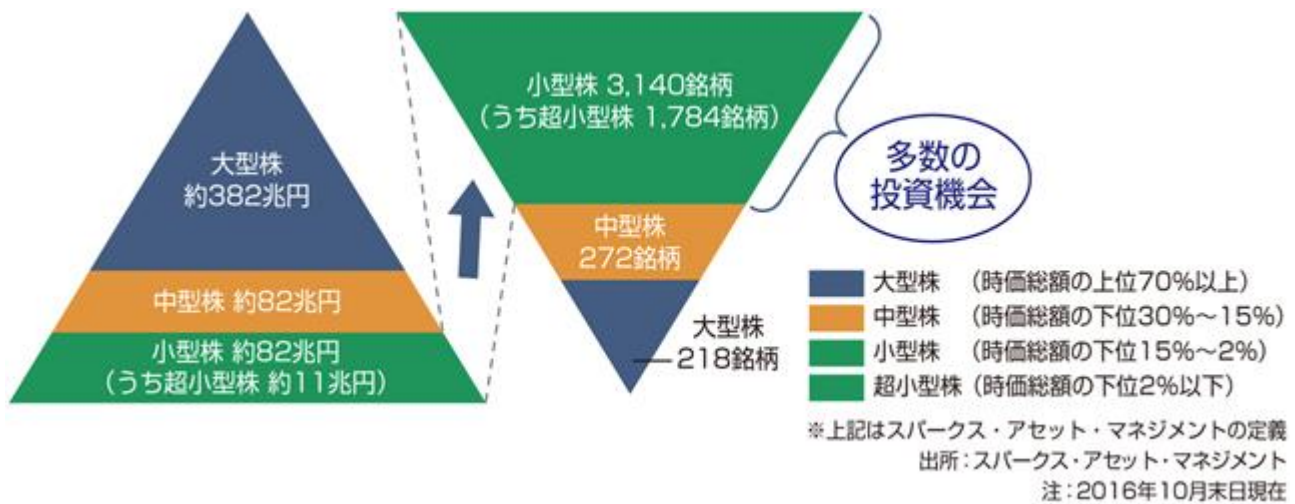 大型株
約382兆円
中型株 約82兆円
小型株 約82兆円
（うち超小型株 約11兆円）
小型株 3,140銘柄
（うち超小型株 1,784銘柄）
中型株
272銘柄
大型株
218銘柄
多数の
投資機会
大型株 （時価総額の上位70％以上）
中型株 （時価総額の下位30％～15％）
小型株 （時価総額の下位15％～2％）
超小型株 （時価総額の下位2％以下）
※上記はスパークス・アセット・マネジメントの定義
出所：スパークス・アセット・マネジメント
注：2016年10月末日現在